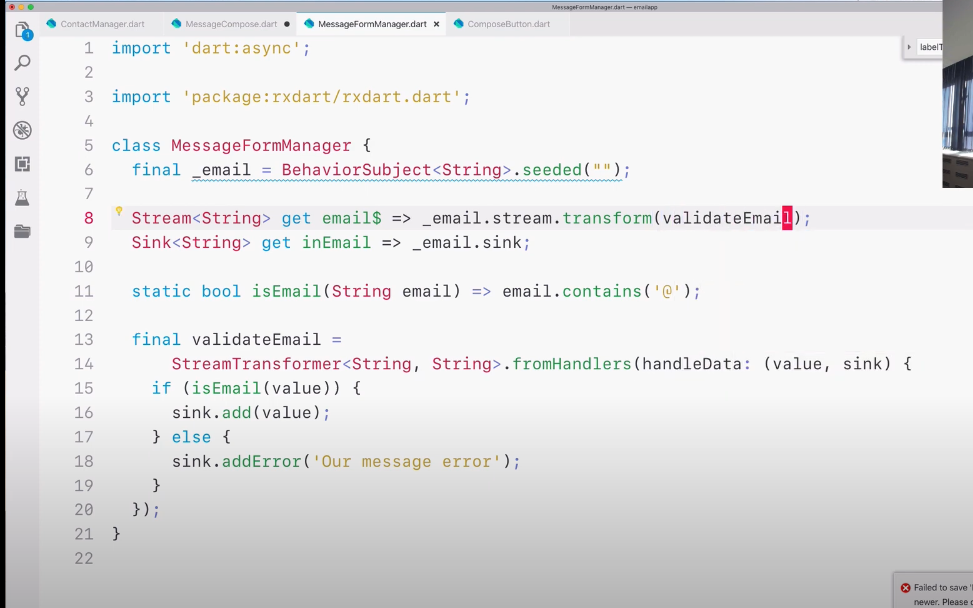 MessageFormManager.dart — emailapp
ContactManager.dart MessageCompose.dart MessageFormManager.dart ComposeButton.dart
1
1 import 'dart:async';
2
3 import 'package:rxdart/rxdart.dart';
4
5 class MessageFormManager {
6 final _email = BehaviorSubject<String>.seeded("");
7
8 Stream<String> get email$ => _email.stream.transform(validateEmail);
9 Sink<String> get inEmail => _email.sink;
10
11 static bool isEmail(String email) => email.contains('@');
12
13 final validateEmail =
14 StreamTransformer<String, String>.fromHandlers(handleData: (value, sink) {
15 if (isEmail(value)) {
16 sink.add(value);
17 } else {
18 sink.addError('Our message error');
19 }
20 });
21 }
22
labelT
Failed to save '
newer. Please